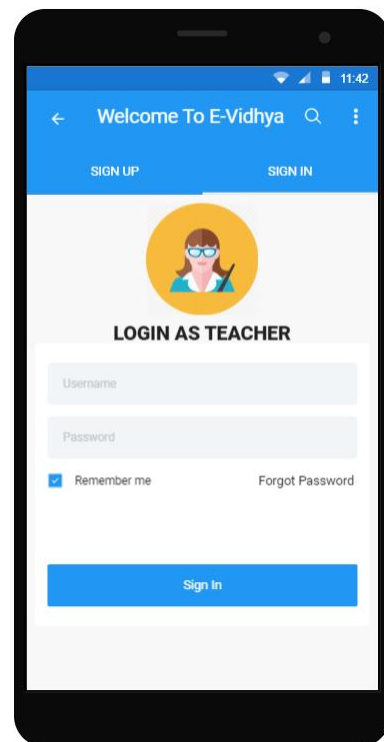 11:42
Welcome To E-Vidhya
SIGN UP SIGN IN
LOGIN AS TEACHER
Username
Password
Remember me Forgot Password
Sign In